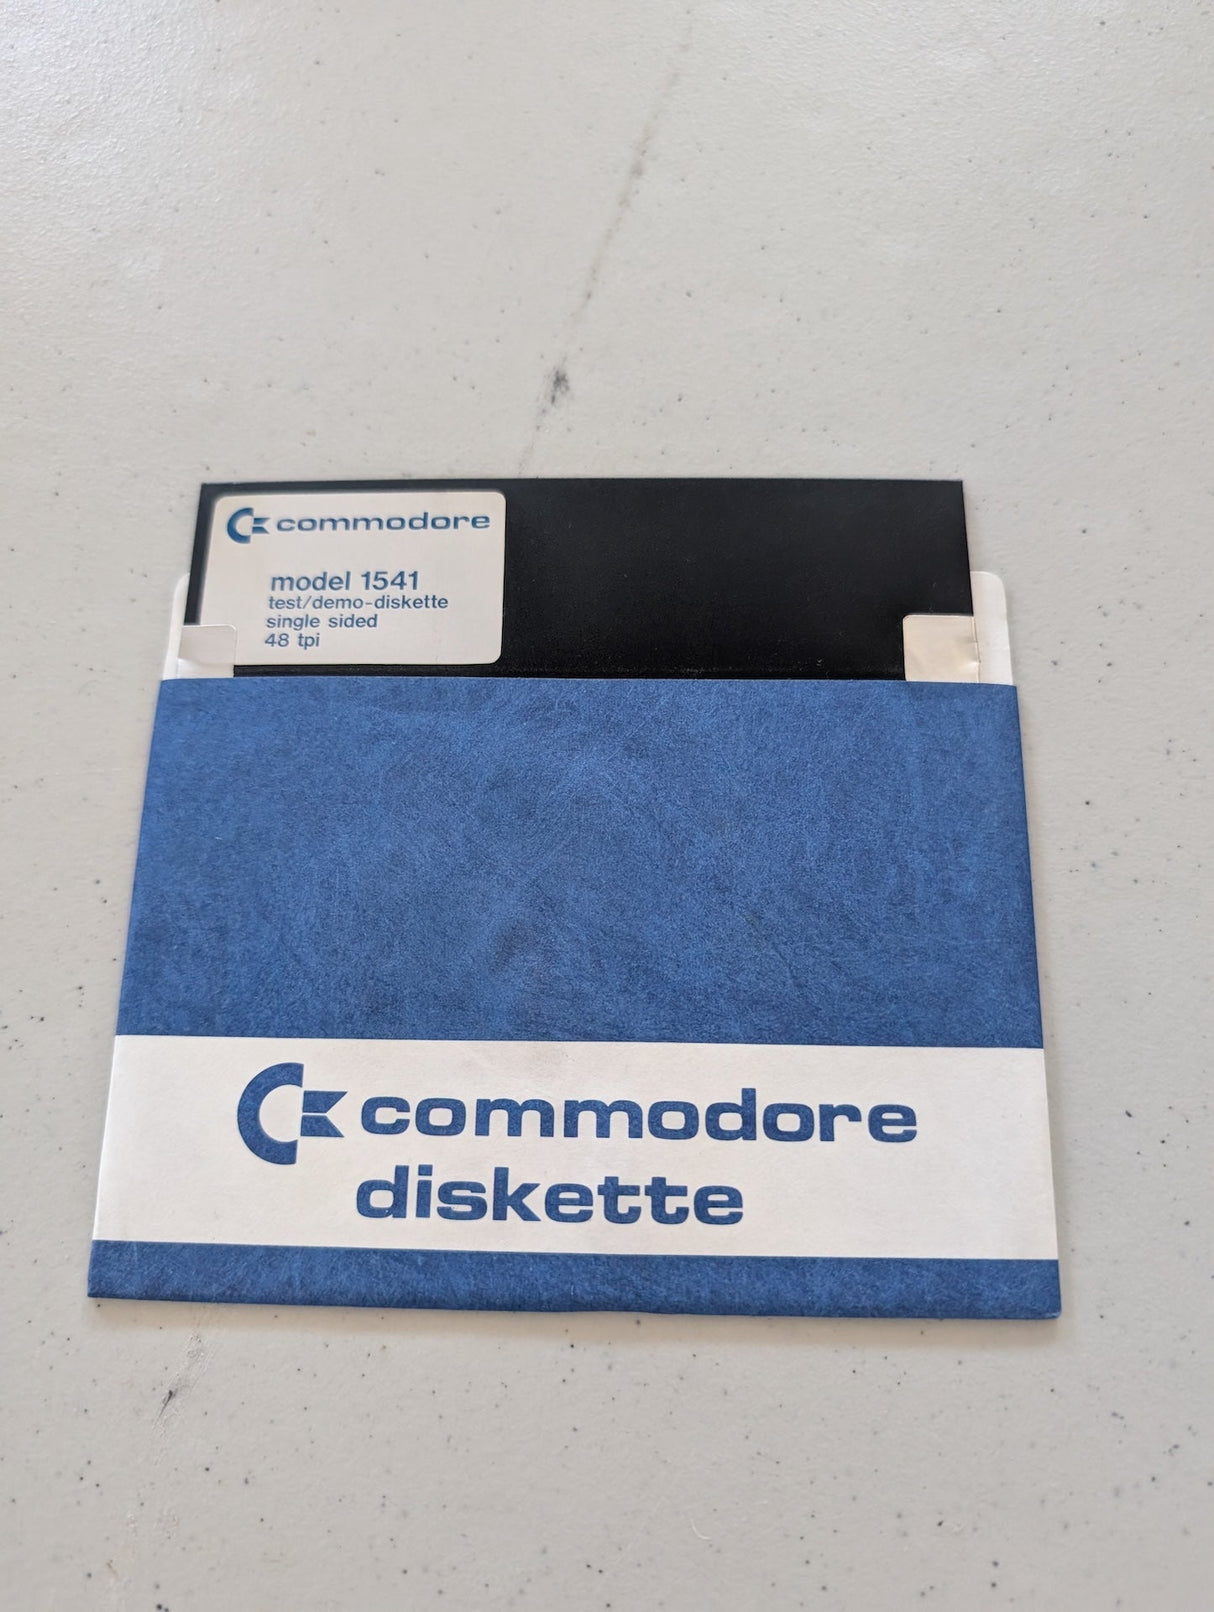 commodore
model 1541
test/demo-diskette
single sided
48 tpi
commodore
diskette